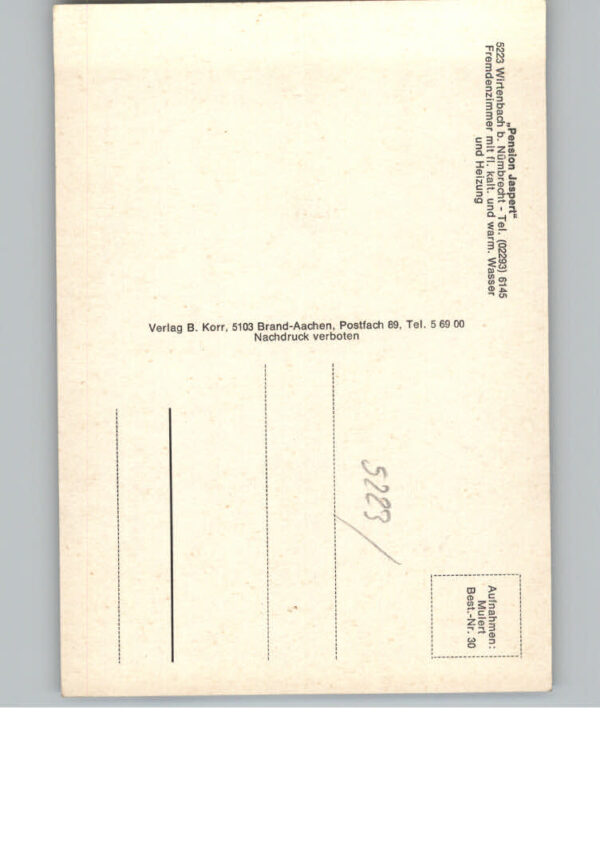 „Pension Jaspert"
5223 Wirtenbach b. Nümbrecht - Tel. (02293) 6145
Fremdenzimmer mit fl. kalt. und warm. Wasser
und Heizung
Verlag B. Korr, 5103 Brand-Aachen, Postfach 89, Tel. 5 69 00
Nachdruck verboten
5223/
Aufnahmen:
Mulert
Best.-Nr. 30